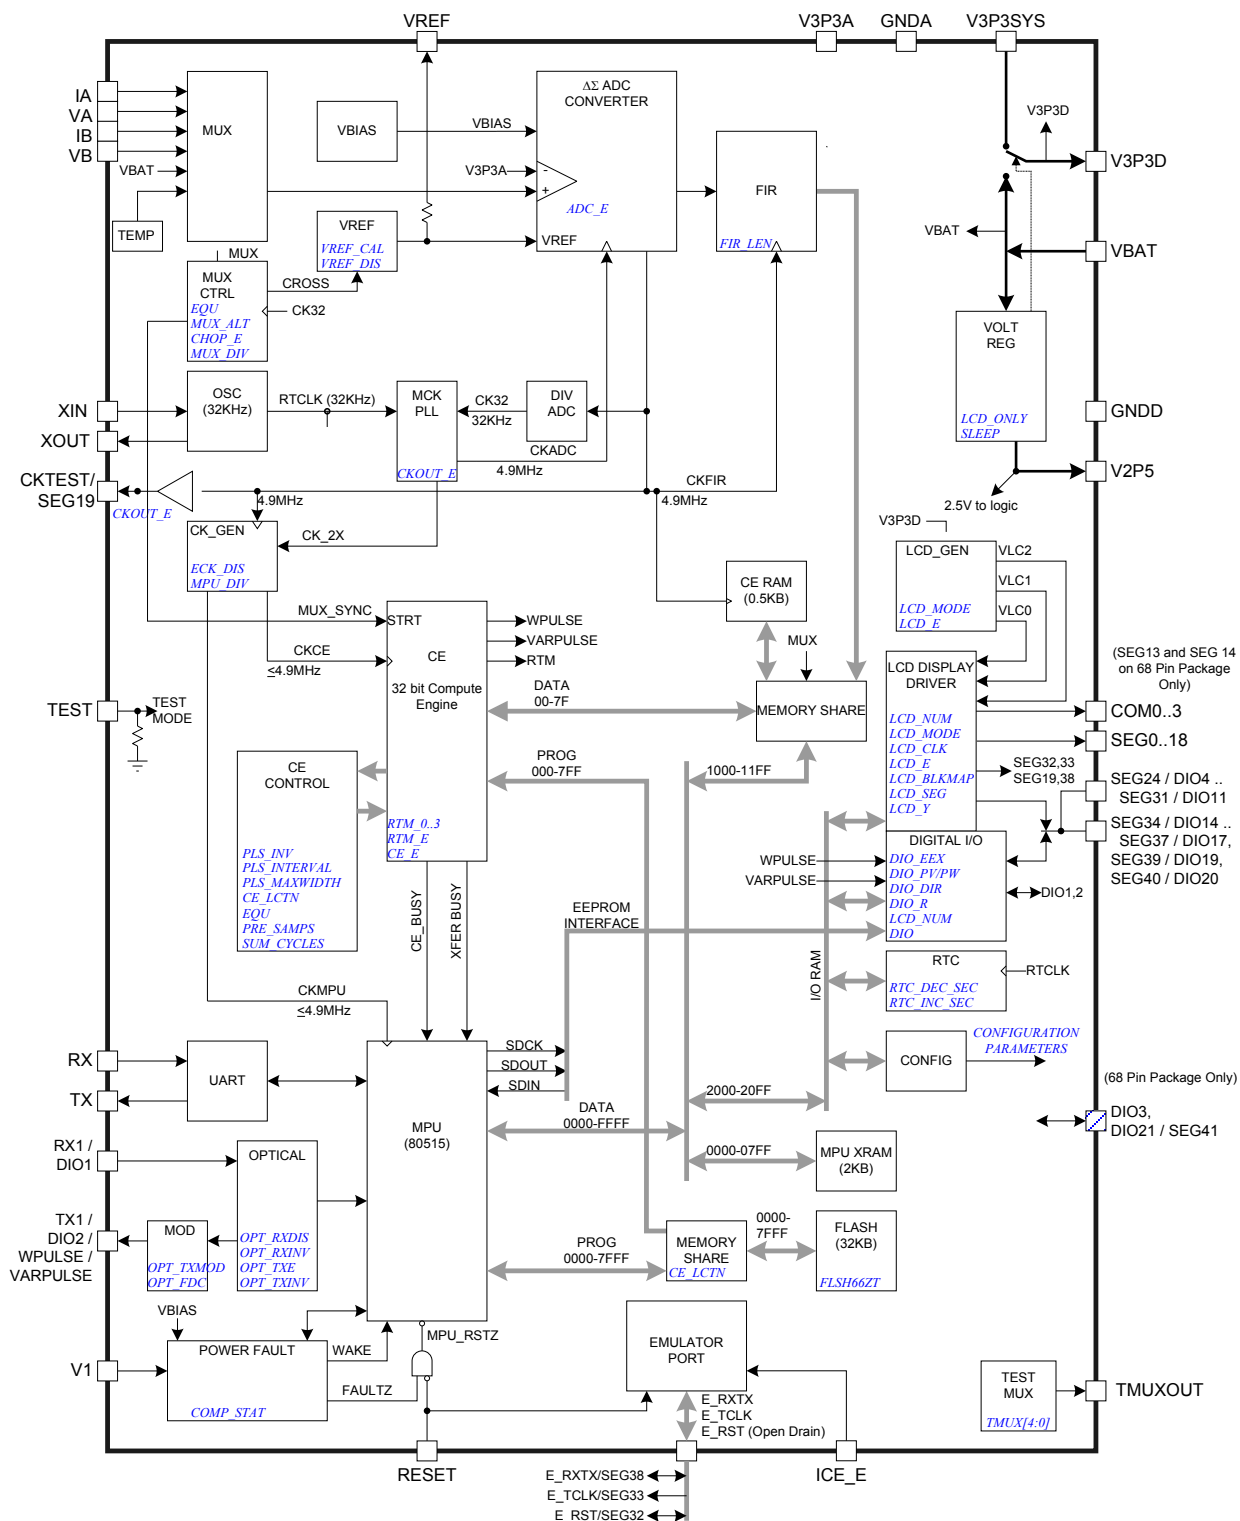 VREF
V3P3A
GNDA
V3P3SYS
IA
VA
IB
VB
VBAT
TEMP
MUX
VBIAS
VBIAS
V3P3A
ΔΣ ADC
CONVERTER
-
+
ADC_E
VREF
VREF
VREF_CAL
VREF_DIS
FIR
FIR_LEN
V3P3D
V3P3D
VBAT
VBAT
MUX
MUX
CTRL
EQU
MUX_ALT
CHOP_E
MUX_DIV
CROSS
CK32
VOLT
REG
LCD_ONLY
SLEEP
GNDD
V2P5
2.5V to logic
XIN
XOUT
OSC
(32KHz)
RTCLK (32KHz)
MCK
PLL
CKOUT_E
CK32
32KHz
DIV
ADC
CKADC
4.9MHz
CKFIR
4.9MHz
CKTEST/
SEG19
CKOUT_E
4.9MHz
CK_GEN
ECK_DIS
MPU_DIV
CK_2X
V3P3D
LCD_GEN
LCD_MODE
LCD_E
VLC2
VLC1
VLC0
CE RAM
(0.5KB)
MUX
MEMORY SHARE
MUX_SYNC
CKCE
≤4.9MHz
STRT
CE
32 bit Compute
Engine
RTM_0..3
RTM_E
CE_E
WPULSE
VARPULSE
RTM
DATA
00-7F
PROG
000-7FF
1000-11FF
TEST
TEST
MODE
CE
CONTROL
PLS_INV
PLS_INTERVAL
PLS_MAXWIDTH
CE_LCTN
EQU
PRE_SAMPS
SUM_CYCLES
LCD DISPLAY
DRIVER
LCD_NUM
LCD_MODE
LCD_CLK
LCD_E
LCD_BLKMAP
LCD_SEG
LCD_Y
(SEG13 and SEG 14
on 68 Pin Package
Only)
COM0..3
SEG0..18
SEG32,33
SEG19,38
SEG24 / DIO4 ..
SEG31 / DIO11
SEG34 / DIO14 ..
SEG37 / DIO17,
SEG39 / DIO19,
SEG40 / DIO20
DIGITAL I/O
DIO_EEX
DIO_PV/PW
DIO_DIR
DIO_R
LCD_NUM
DIO
WPULSE
VARPULSE
DIO1,2
CE_BUSY
XFER BUSY
EEPROM
INTERFACE
I/O RAM
RTC
RTC_DEC_SEC
RTC_INC_SEC
RTCLK
CONFIG
CONFIGURATION
PARAMETERS
CKMPU
≤4.9MHz
RX
TX
UART
MPU
(80515)
SDCK
SDOUT
SDIN
DATA
0000-FFFF
2000-20FF
0000-07FF
MPU XRAM
(2KB)
(68 Pin Package Only)
DIO3,
DIO21 / SEG41
RX1 /
DIO1
OPTICAL
OPT_RXDIS
OPT_RXINV
OPT_TXE
OPT_TXINV
TX1 /
DIO2 /
WPULSE /
VARPULSE
MOD
OPT_TXMOD
OPT_FDC
PROG
0000-7FFF
MEMORY
SHARE
CE_LCTN
0000-
7FFF
FLASH
(32KB)
FLSH66ZT
VBIAS
V1
POWER FAULT
COMP_STAT
WAKE
FAULTZ
MPU_RSTZ
EMULATOR
PORT
E_RXTX
E_TCLK
E_RST (Open Drain)
TEST
MUX
TMUX[4:0]
TMUXOUT
RESET
ICE_E
E_RXTX/SEG38
E_TCLK/SEG33
E_RST/SEG32